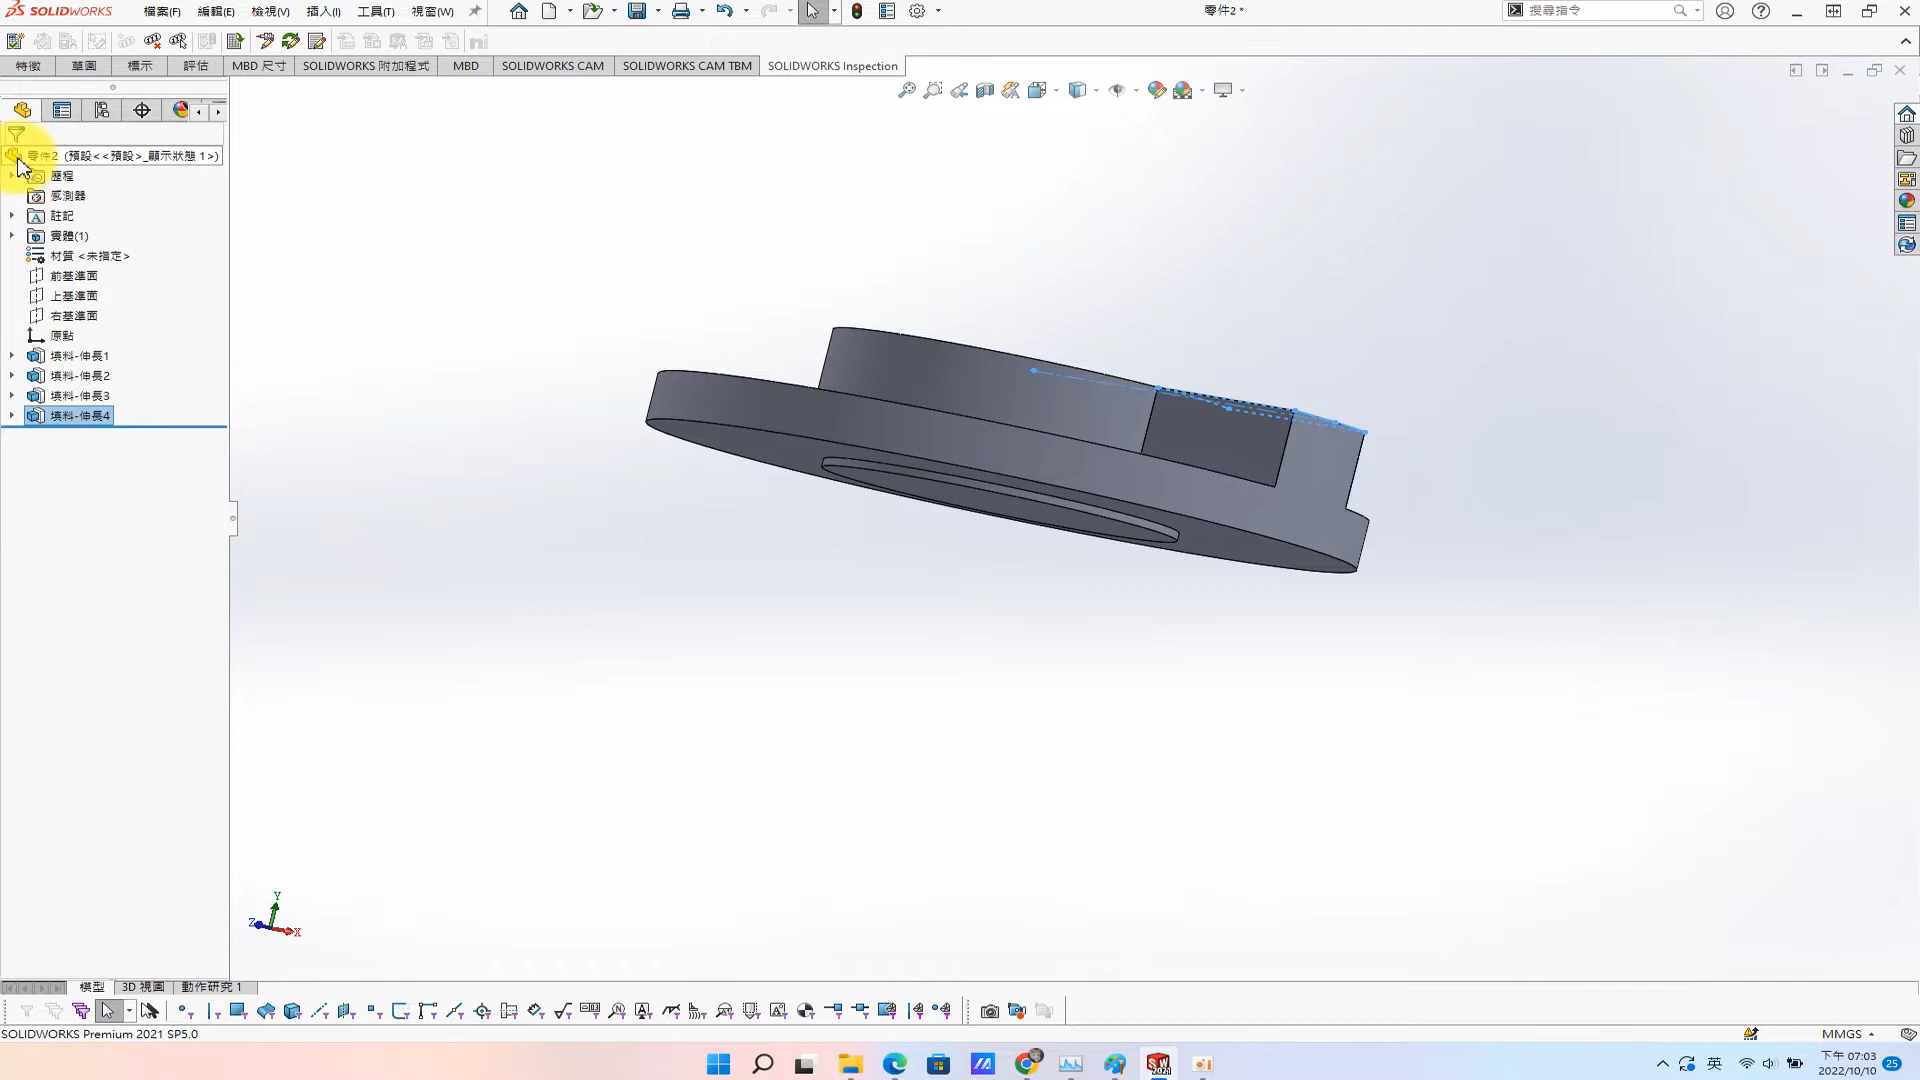 SOLIDWORKS 檔案(F) 編輯(E) 檢視(V) 插入(I) 工具(T) 視窗(W) 零件2 * 搜尋指令
特徵 草圖 標示 評估 MBD 尺寸 SOLIDWORKS 附加程式 MBD SOLIDWORKS CAM SOLIDWORKS CAM TBM SOLIDWORKS Inspection
零件2 (預設<<預設>_顯示狀態 1>)
歷程
感測器
註記
實體(1)
材質 <未指定>
前基準面
上基準面
右基準面
原點
填料-伸長1
填料-伸長2
填料-伸長3
填料-伸長4
Y
Z
X
模型 3D 視圖 動作研究 1
SOLIDWORKS Premium 2021 SP5.0 MMGS
英 下午 07:03
2022/10/10 25